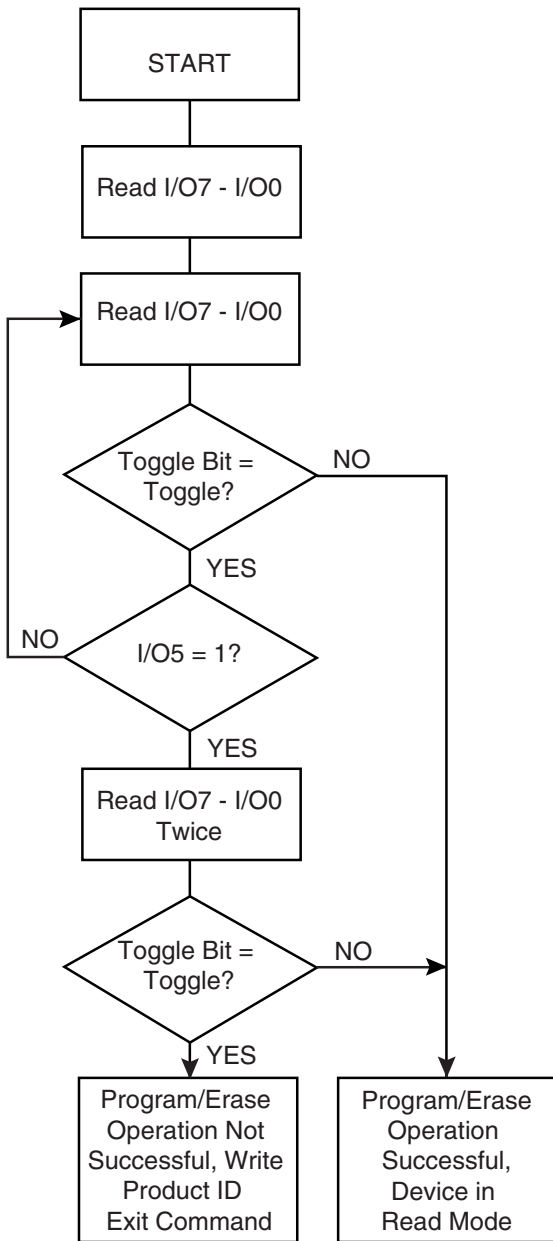 START
Read I/O7 - I/O0
Read I/O7 - I/O0
Toggle Bit =
Toggle?
NO
YES
NO
I/O5 = 1?
YES
Read I/O7 - I/O0
Twice
Toggle Bit =
Toggle?
NO
YES
Program/Erase
Operation Not
Successful, Write
Product ID
Exit Command
Program/Erase
Operation
Successful,
Device in
Read Mode